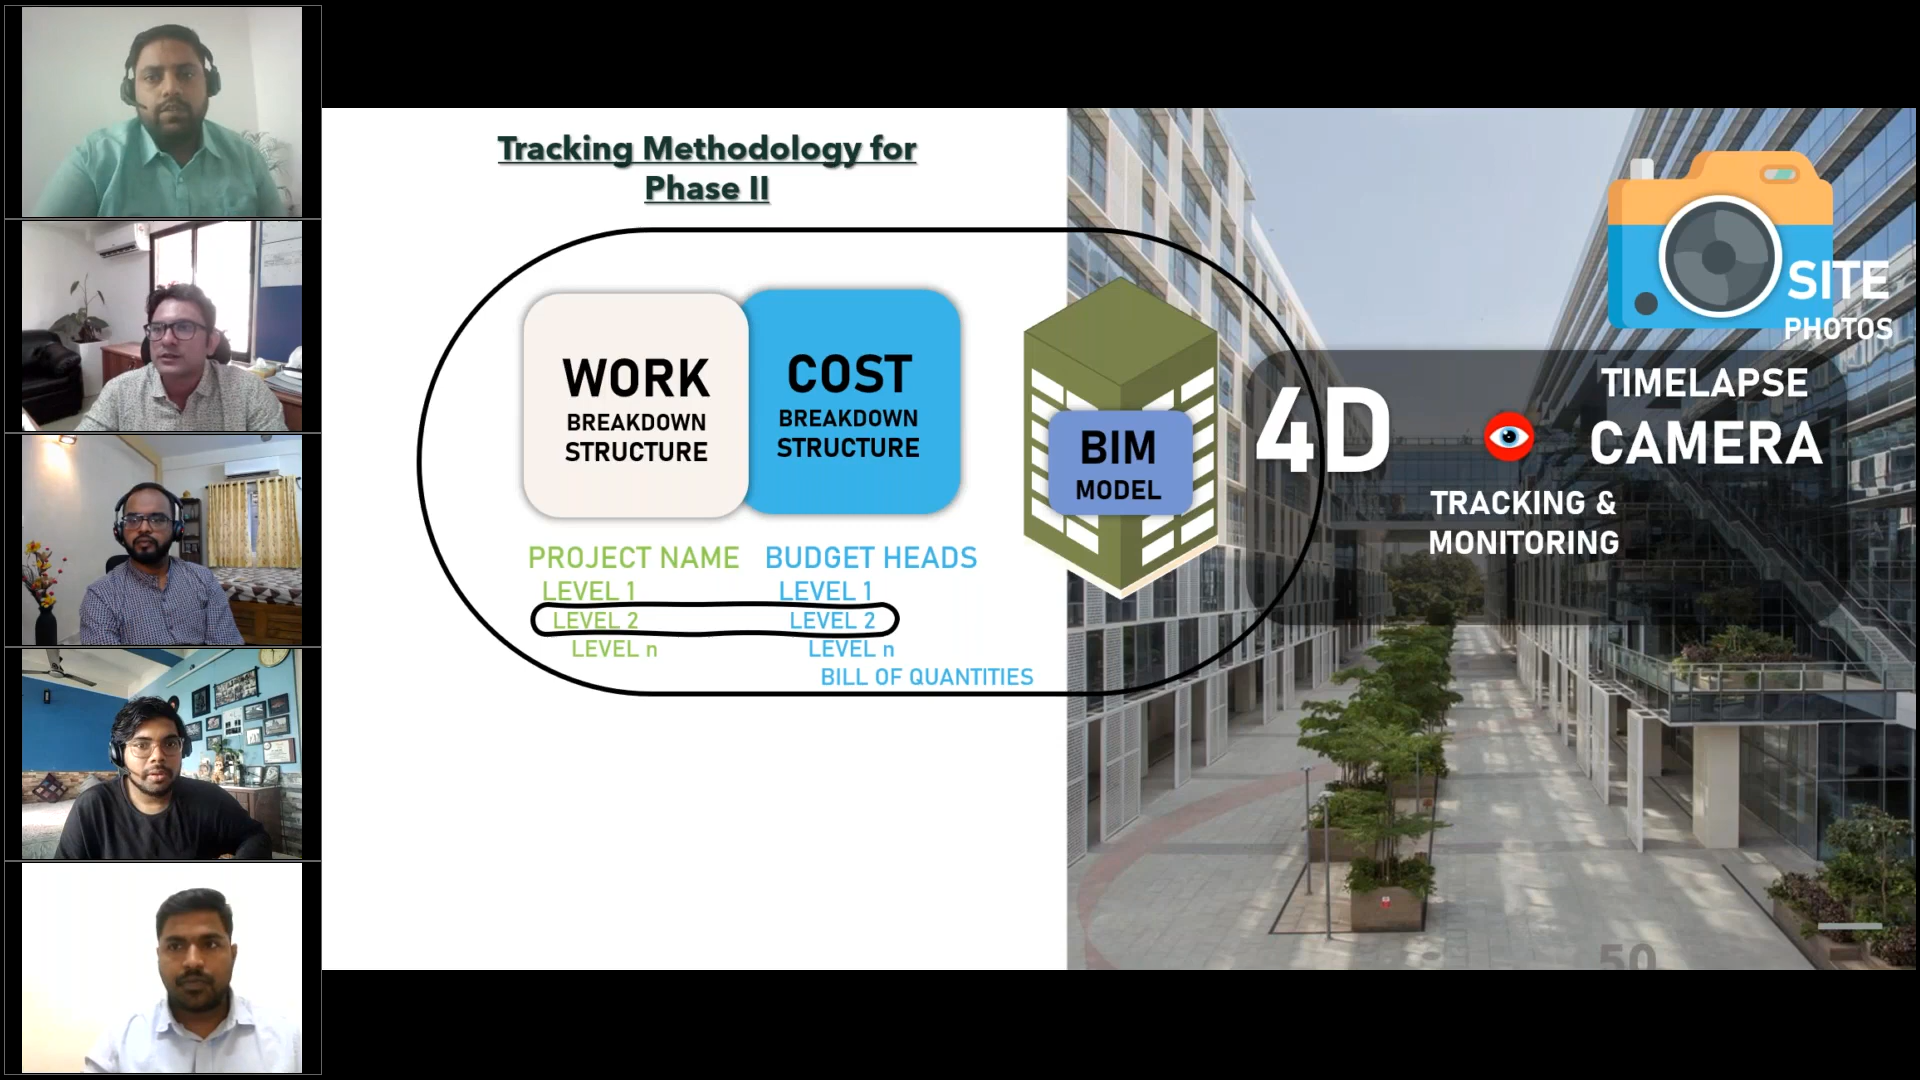 Tracking Methodology for
Phase II
WORK
BREAKDOWN
STRUCTURE
COST
BREAKDOWN
STRUCTURE
PROJECT NAME
LEVEL 1
LEVEL 2
LEVEL n
BUDGET HEADS
LEVEL 1
LEVEL 2
LEVEL n
BILL OF QUANTITIES
BIM
MODEL
4D
TRACKING &
MONITORING
SITE
PHOTOS
TIMELAPSE
CAMERA
50